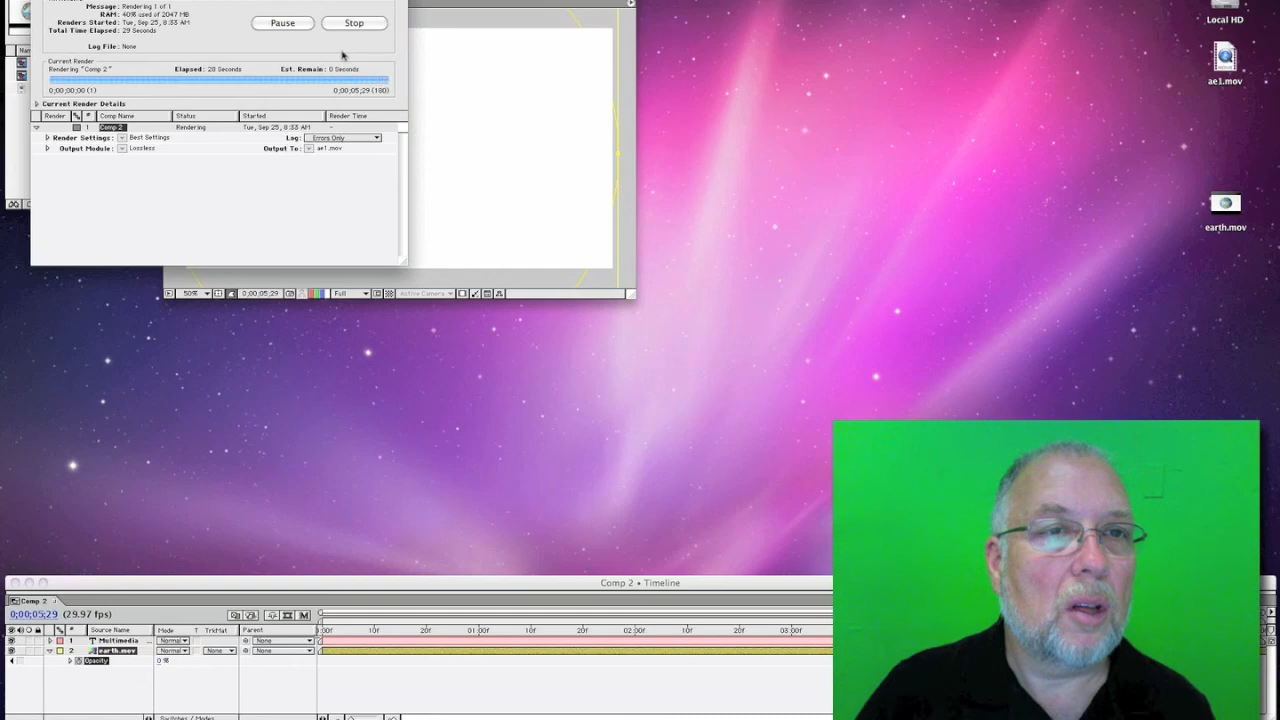 Message: Rendering 1 of 1
RAM: 40% used of 2047 MB
Renders Started: Tue, Sep 25, 8:33 AM
Total Time Elapsed: 29 Seconds
Log File: None
Pause
Stop
Current Render
Rendering "Comp 2"
Elapsed: 28 Seconds
Est. Remain: 0 Seconds
0;00;00;00 (1)
0;00;05;29 (180)
Current Render Details
Render
#
Comp Name
Status
Started
Render Time
1
Comp 2
Rendering
Tue, Sep 25, 8:33 AM
-
Render Settings:
Best Settings
Log:
Errors Only
Output Module:
Lossless
Output To:
ae1.mov
50%
0;00;05;29
Full
Active Camera
Local HD
ae1.mov
earth.mov
Comp 2 • Timeline
Comp 2
0;00;05;29 (29.97 fps)
#
Source Name
Mode
T
TrkMat
Parent
:00f
10f
20f
01:00f
10f
20f
02:00f
10f
20f
03:00f
1
T
Multimedia
Normal
None
2
earth.mov
Normal
None
None
Opacity
0 %
Switches / Modes